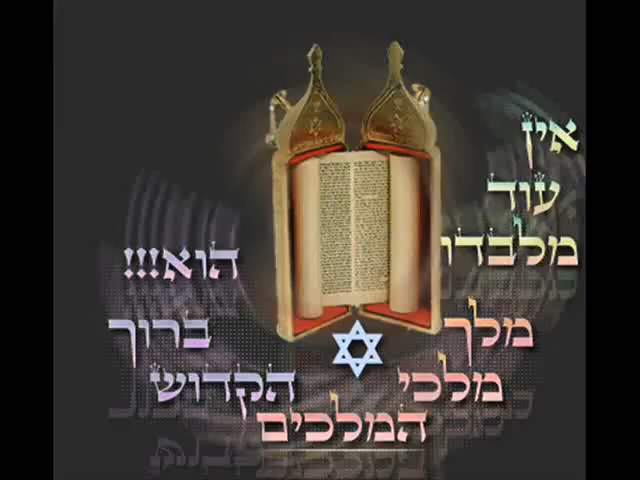 אין
עוד
מלבדו
מלך
מלכי
המלכים
הקדוש
ברוך
הוא!!!